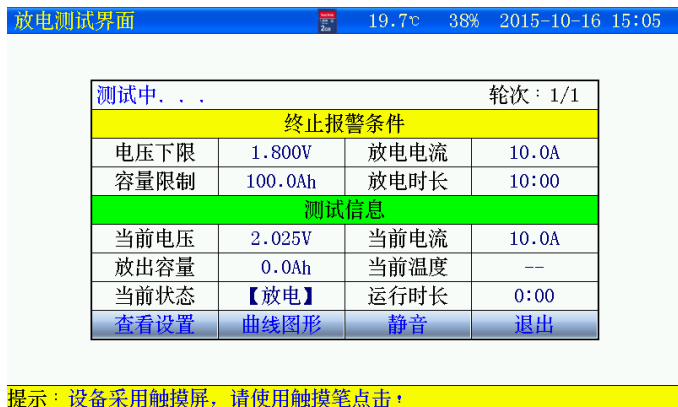 放电测试界面 19.7℃ 38% 2015-10-16 15:05
测试中... 轮次：1/1
终止报警条件
电压下限 1.800V 放电电流 10.0A
容量限制 100.0Ah 放电时长 10:00
测试信息
当前电压 2.025V 当前电流 10.0A
放出容量 0.0Ah 当前温度 --
当前状态 【放电】 运行时长 0:00
查看设置 曲线图形 静音 退出
提示：设备采用触摸屏，请使用触摸笔点击！